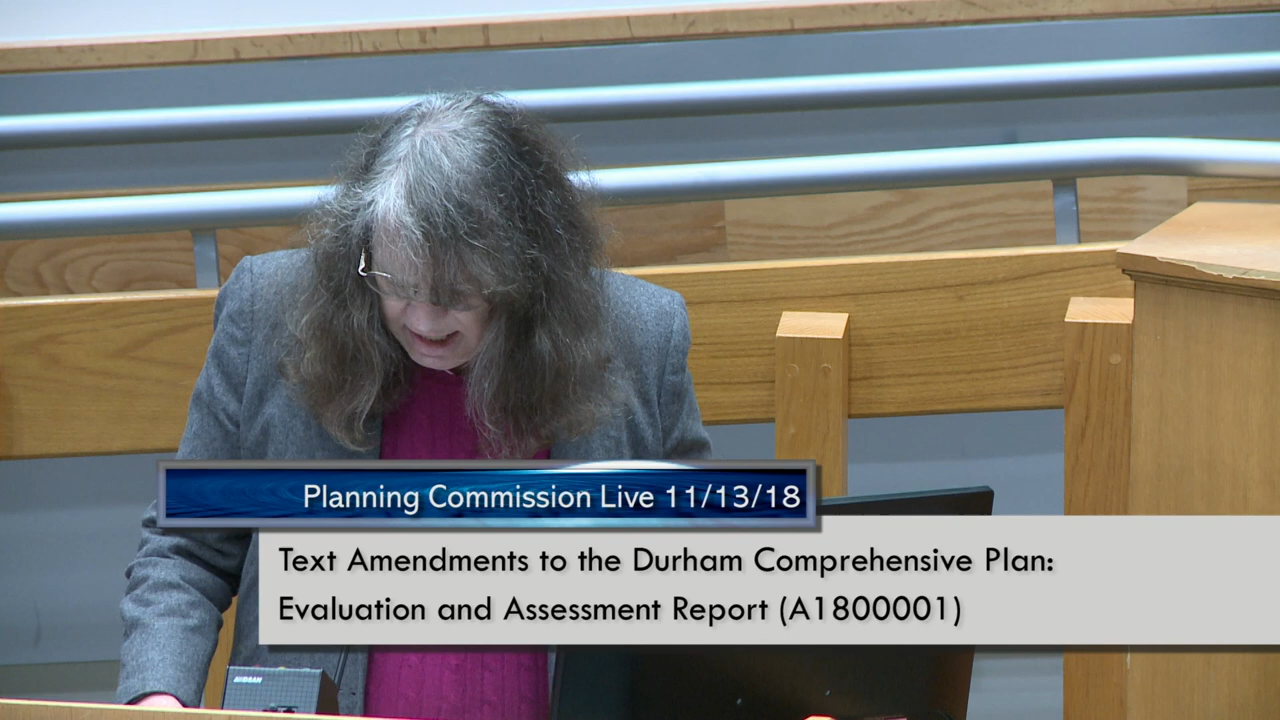 Planning Commission Live 11/13/18
Text Amendments to the Durham Comprehensive Plan:
Evaluation and Assessment Report (A1800001)